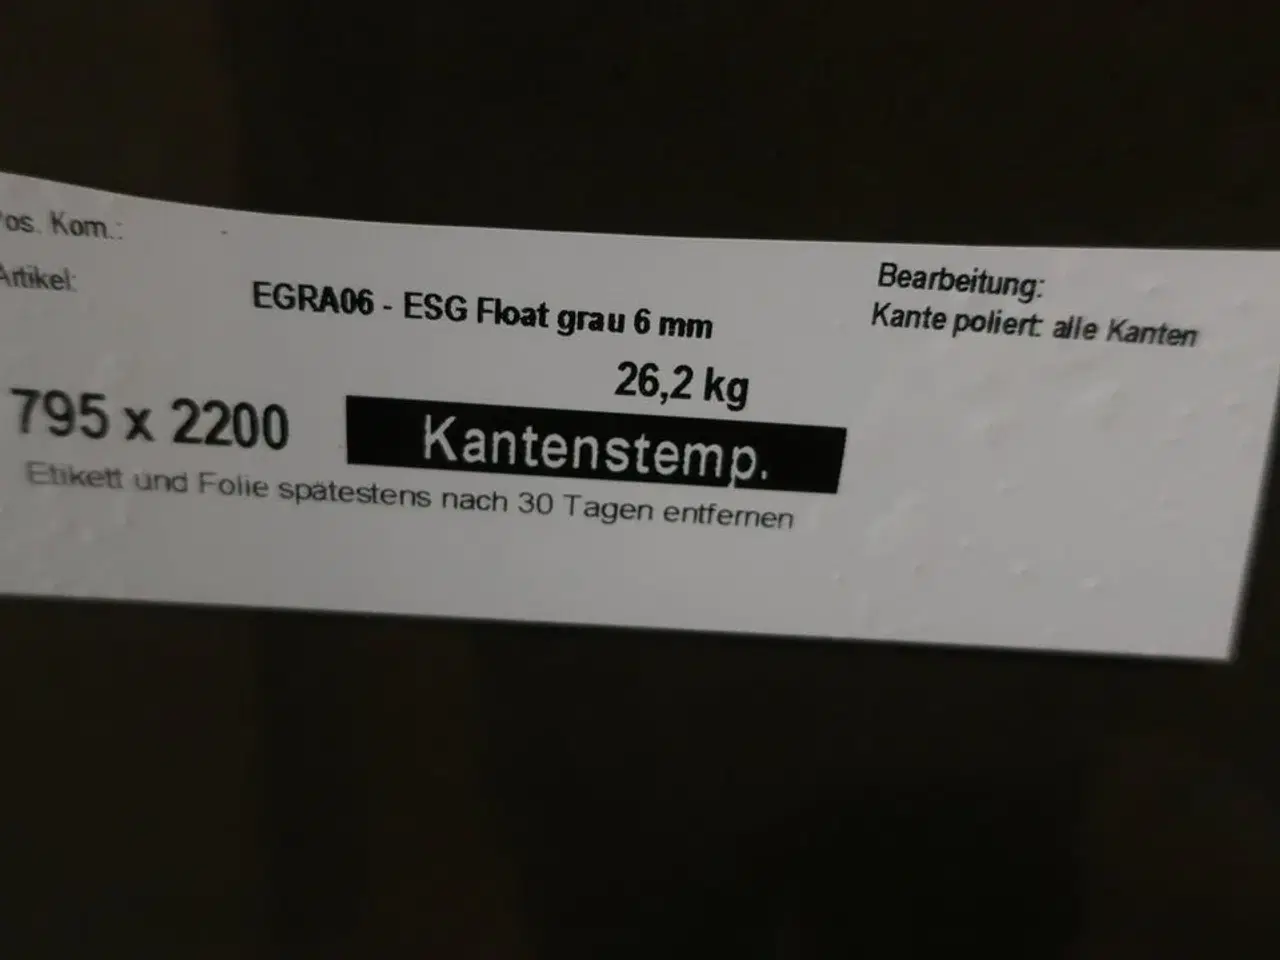 os. Kom.: -
Artikel:
EGRA06 - ESG Float grau 6 mm
26,2 kg
795 x 2200
Kantenstemp.
Etikett und Folie spätestens nach 30 Tagen entfernen
Bearbeitung:
Kante poliert: alle Kanten